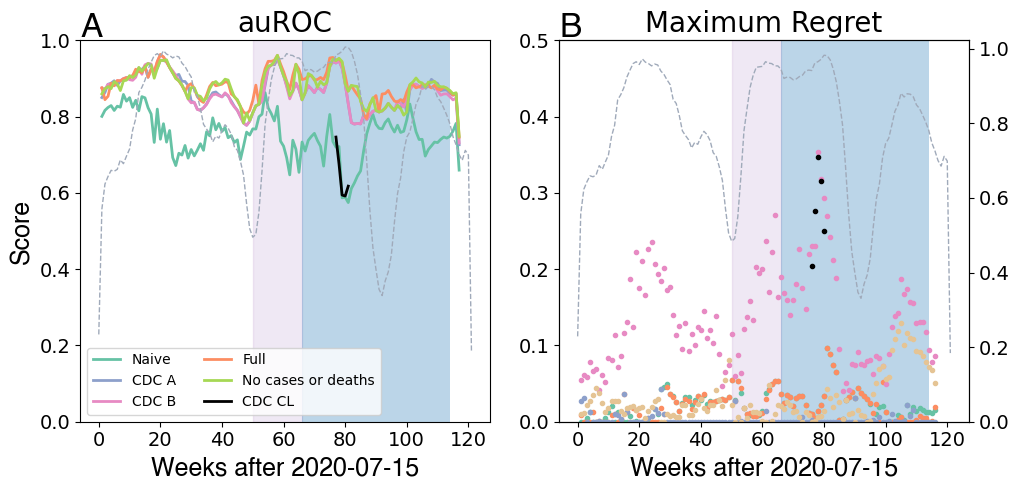 A auROC
B Maximum Regret
1.0
0.8
0.6
0.4
0.2
0.0
Score
Naive
CDC A
CDC B
Full
No cases or deaths
CDC CL
0 20 40 60 80 100 120
Weeks after 2020-07-15
0.5
0.4
0.3
0.2
0.1
0.0
1.0
0.8
0.6
0.4
0.2
0.0
0 20 40 60 80 100 120
Weeks after 2020-07-15